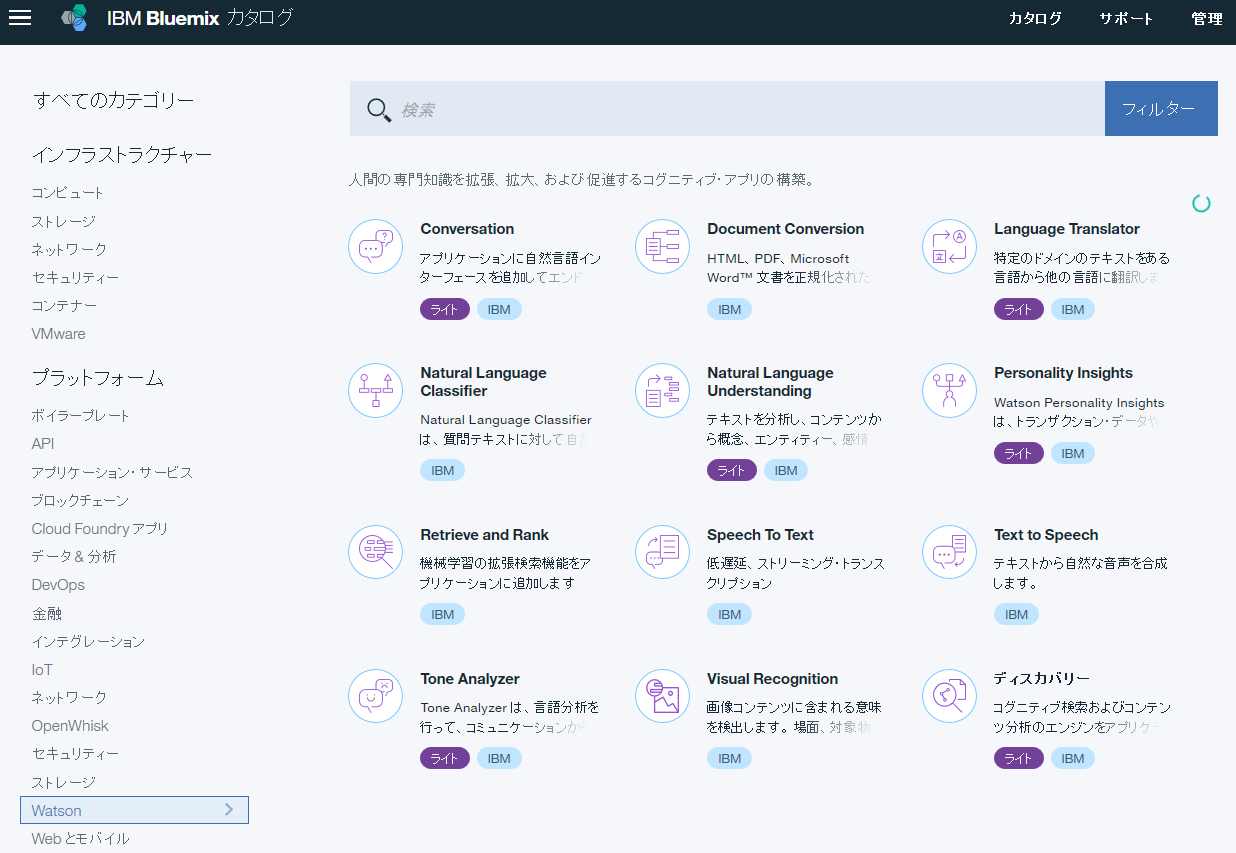 IBM Bluemix カタログ
カタログ
サポート
管理
すべてのカテゴリー
インフラストラクチャー
コンピュート
ストレージ
ネットワーク
セキュリティー
コンテナー
VMware
プラットフォーム
ボイラープレート
API
アプリケーション・サービス
ブロックチェーン
Cloud Foundry アプリ
データ & 分析
DevOps
金融
インテグレーション
IoT
ネットワーク
OpenWhisk
セキュリティー
ストレージ
Watson
Web とモバイル
検索
フィルター
人間の専門知識を拡張、拡大、および促進するコグニティブ・アプリの構築。
Conversation
アプリケーションに自然言語イン
ターフェースを追加してエンド
ライト
IBM
Document Conversion
HTML、PDF、Microsoft
Word™ 文書を正規化された
IBM
Language Translator
特定のドメインのテキストをある
言語から他の言語に翻訳しま
ライト
IBM
Natural Language
Classifier
Natural Language Classifier
は、質問テキストに対して自然
IBM
Natural Language
Understanding
テキストを分析し、コンテンツか
ら概念、エンティティー、感情
ライト
IBM
Personality Insights
Watson Personality Insights
は、トランザクション・データや
ライト
IBM
Retrieve and Rank
機械学習の拡張検索機能をア
プリケーションに追加します
IBM
Speech To Text
低遅延、ストリーミング・トランス
クリプション
IBM
Text to Speech
テキストから自然な音声を合成
します。
IBM
Tone Analyzer
Tone Analyzer は、言語分析を
行って、コミュニケーションから
ライト
IBM
Visual Recognition
画像コンテンツに含まれる意味
を検出します。場面、対象物
IBM
ディスカバリー
コグニティブ検索およびコンテン
ツ分析のエンジンをアプリケー
ライト
IBM